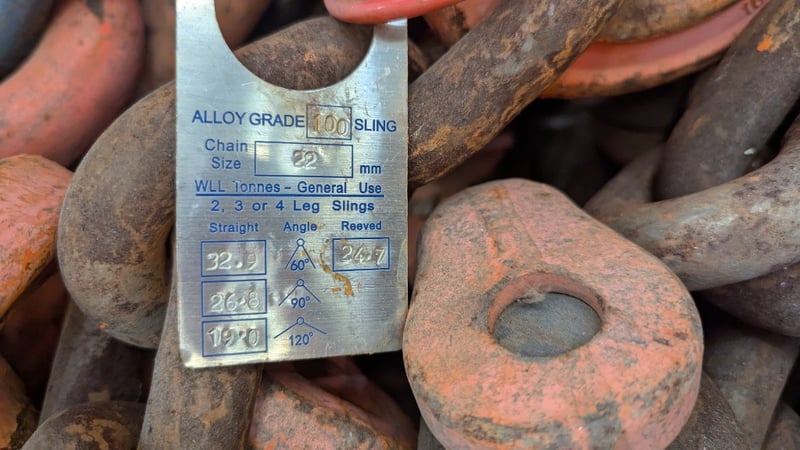 ALLOY GRADE 100 SLING
Chain Size 22 mm
WLL Tonnes - General Use
2, 3 or 4 Leg Slings
Straight Angle Reeved
32.9 60° 24.7
26.8 90°
19.0 120°